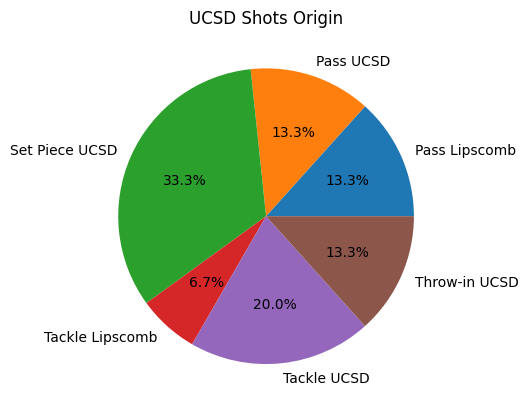 UCSD Shots Origin
Pass UCSD
Pass Lipscomb
Set Piece UCSD
Tackle Lipscomb
Tackle UCSD
Throw-in UCSD
13.3%
13.3%
33.3%
6.7%
20.0%
13.3%